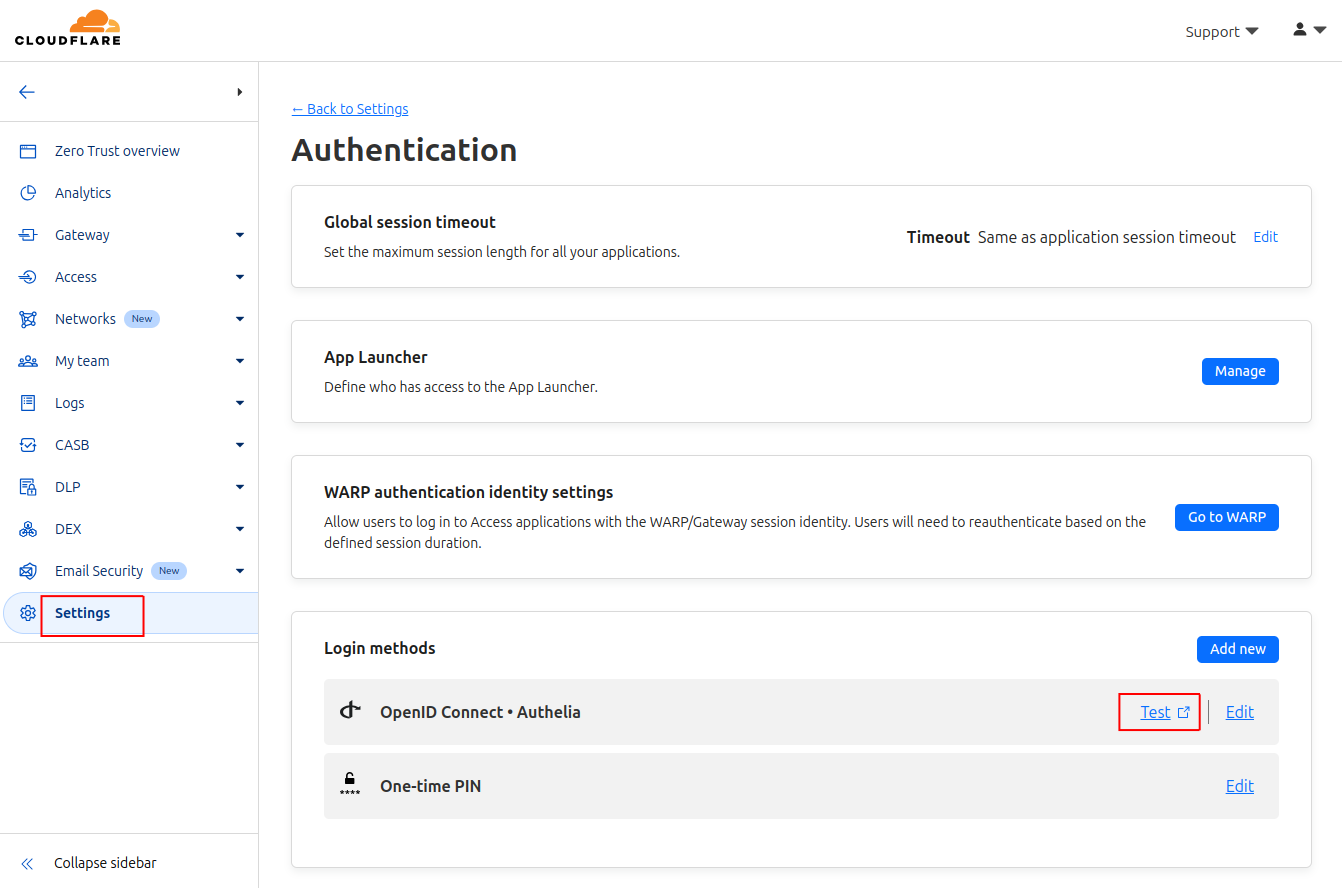 CLOUDFLARE
Support
Zero Trust overview
Analytics
Gateway
Access
Networks New
My team
Logs
CASB
DLP
DEX
Email Security New
Settings
Collapse sidebar
← Back to Settings
Authentication
Global session timeout
Set the maximum session length for all your applications.
Timeout Same as application session timeout Edit
App Launcher
Define who has access to the App Launcher.
Manage
WARP authentication identity settings
Allow users to log in to Access applications with the WARP/Gateway session identity. Users will need to reauthenticate based on the
defined session duration.
Go to WARP
Login methods
Add new
OpenID Connect • Authelia
Test
Edit
****
One-time PIN
Edit